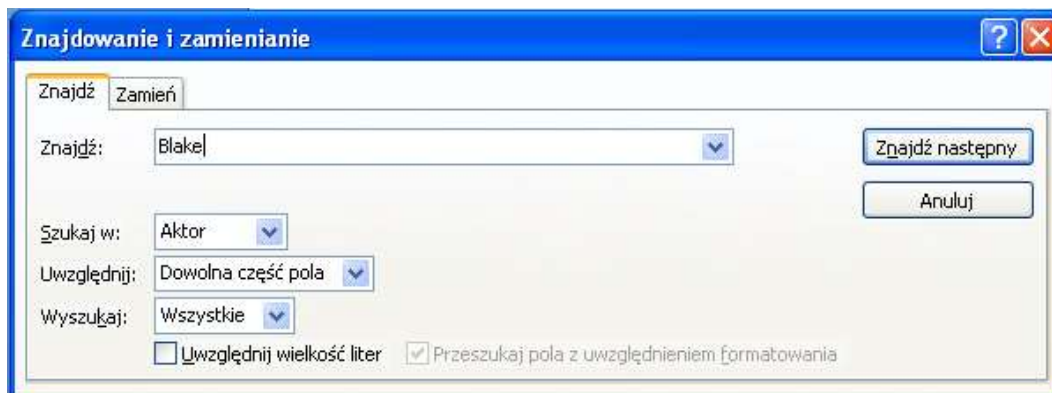 Znajdowanie i zamienianie
Znajdź Zamień
Znajdź: Blake Znajdź następny
Anuluj
Szukaj w: Aktor
Uwzględnij: Dowolna część pola
Wyszukaj: Wszystkie
Uwzględnij wielkość liter Przeszukaj pola z uwzględnieniem formatowania